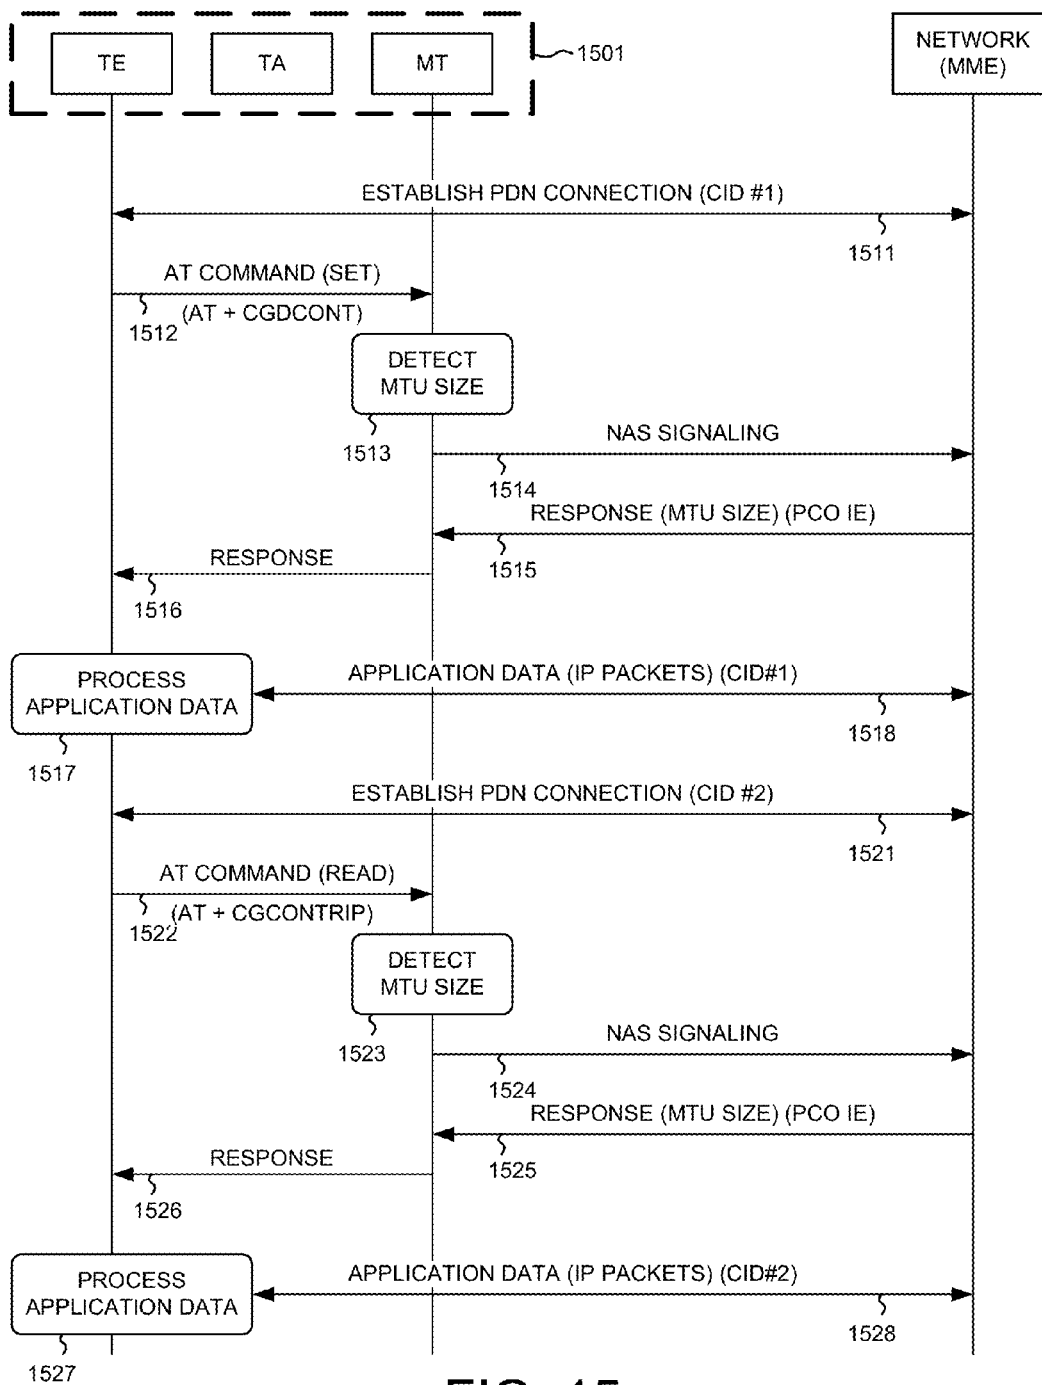 TE
TA
MT
1501
NETWORK
(MME)
ESTABLISH PDN CONNECTION (CID #1)
1511
AT COMMAND (SET)
(AT + CGDCONT)
1512
DETECT
MTU SIZE
1513
NAS SIGNALING
1514
RESPONSE (MTU SIZE) (PCO IE)
1515
RESPONSE
1516
PROCESS
APPLICATION DATA
1517
APPLICATION DATA (IP PACKETS) (CID#1)
1518
ESTABLISH PDN CONNECTION (CID #2)
1521
AT COMMAND (READ)
(AT + CGCONTRIP)
1522
DETECT
MTU SIZE
1523
NAS SIGNALING
1524
RESPONSE (MTU SIZE) (PCO IE)
1525
RESPONSE
1526
PROCESS
APPLICATION DATA
1527
APPLICATION DATA (IP PACKETS) (CID#2)
1528
FIG. 15